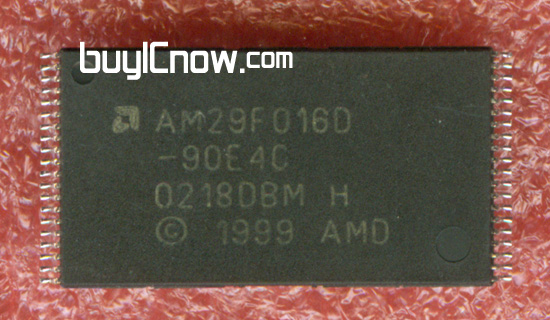 buyICnow.com
AM29F016D
-90E4C
0218DBM H
© 1999 AMD